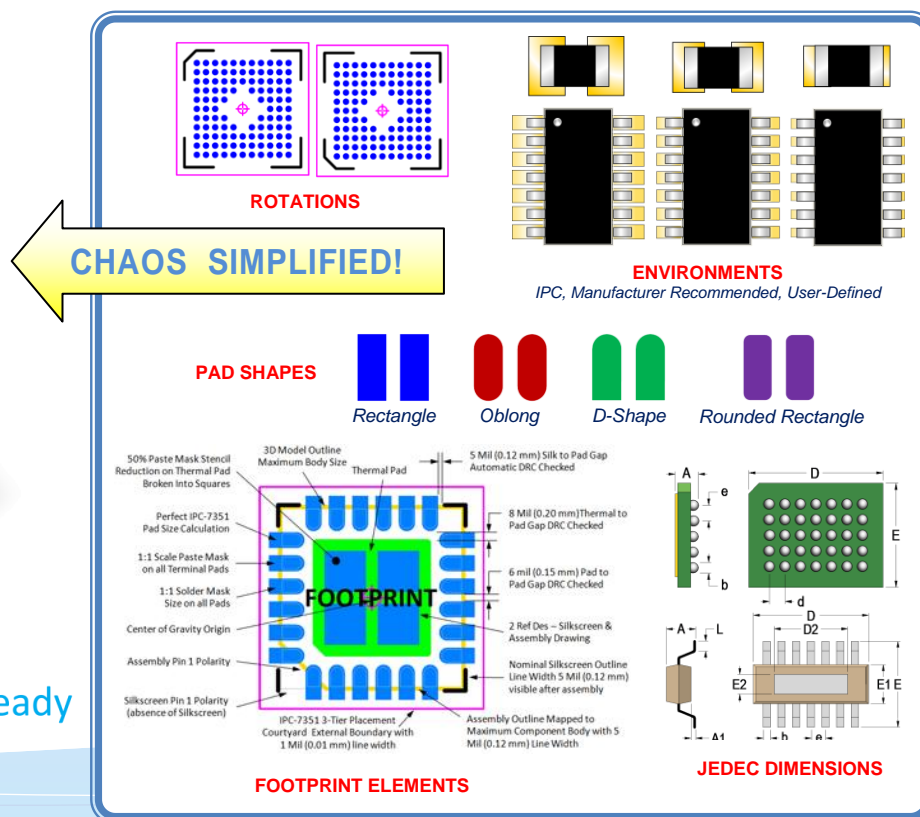 ROTATIONS
ENVIRONMENTS
IPC, Manufacturer Recommended, User-Defined
CHAOS SIMPLIFIED!
PAD SHAPES
Rectangle
Oblong
D-Shape
Rounded Rectangle
50% Paste Mask Stencil
Reduction on Thermal Pad
Broken Into Squares
3D Model Outline
Maximum Body Size
Thermal Pad
5 Mil (0.12 mm) Silk to Pad Gap
Automatic DRC Checked
Perfect IPC-7351
Pad Size Calculation
1:1 Scale Paste Mask
on all Terminal Pads
1:1 Solder Mask
Size on all Pads
Center of Gravity Origin
Assembly Pin 1 Polarity
Silkscreen Pin 1 Polarity
(absence of Silkscreen)
FOOTPRINT
8 Mil (0.20 mm)Thermal to
Pad Gap DRC Checked
6 mil (0.15 mm) Pad to
Pad Gap DRC Checked
2 Ref Des – Silkscreen &
Assembly Drawing
Nominal Silkscreen Outline
Line Width 5 Mil (0.12 mm)
visible after assembly
IPC-7351 3-Tier Placement
Courtyard External Boundary with
1 Mil (0.01 mm) line width
Assembly Outline Mapped to
Maximum Component Body with 5
Mil (0.12 mm) Line Width
FOOTPRINT ELEMENTS
A
e
b
D
E
d
A
L
A1
D
D2
E2
E1
E
b
e
JEDEC DIMENSIONS
eady